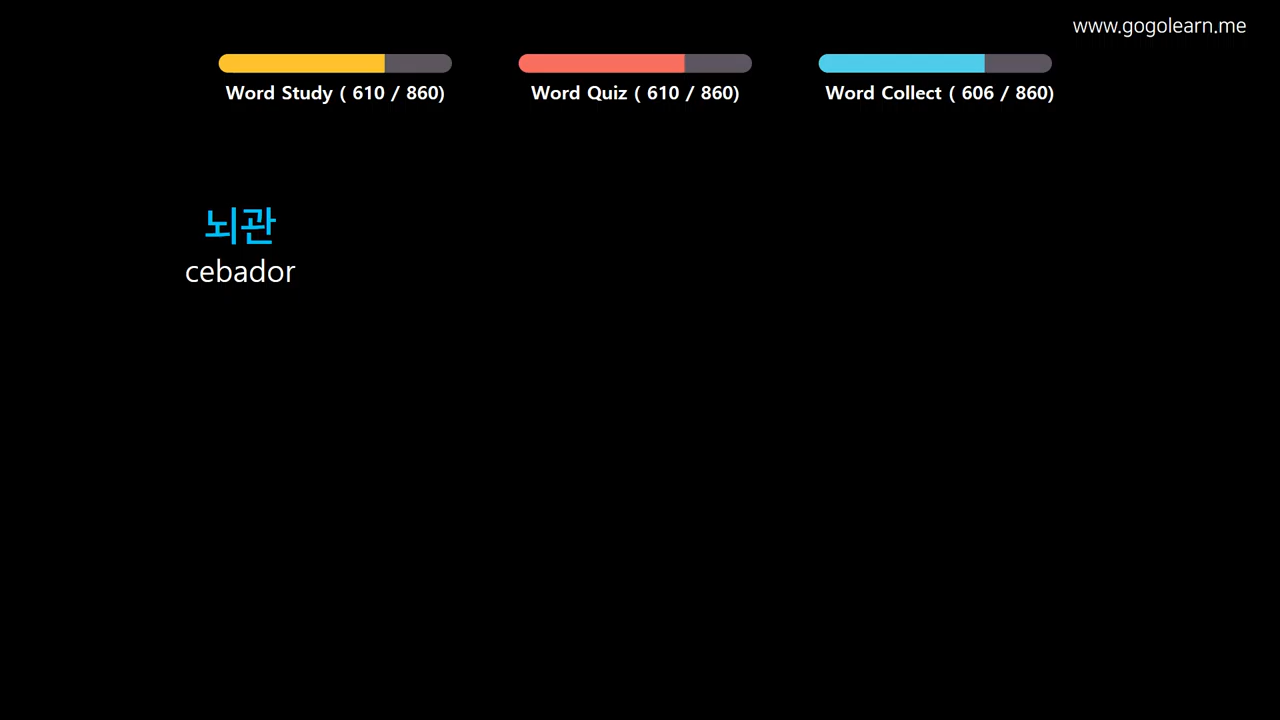 www.gogolearn.me
Word Study ( 610 / 860)
Word Quiz ( 610 / 860)
Word Collect ( 606 / 860)
뇌관
cebador